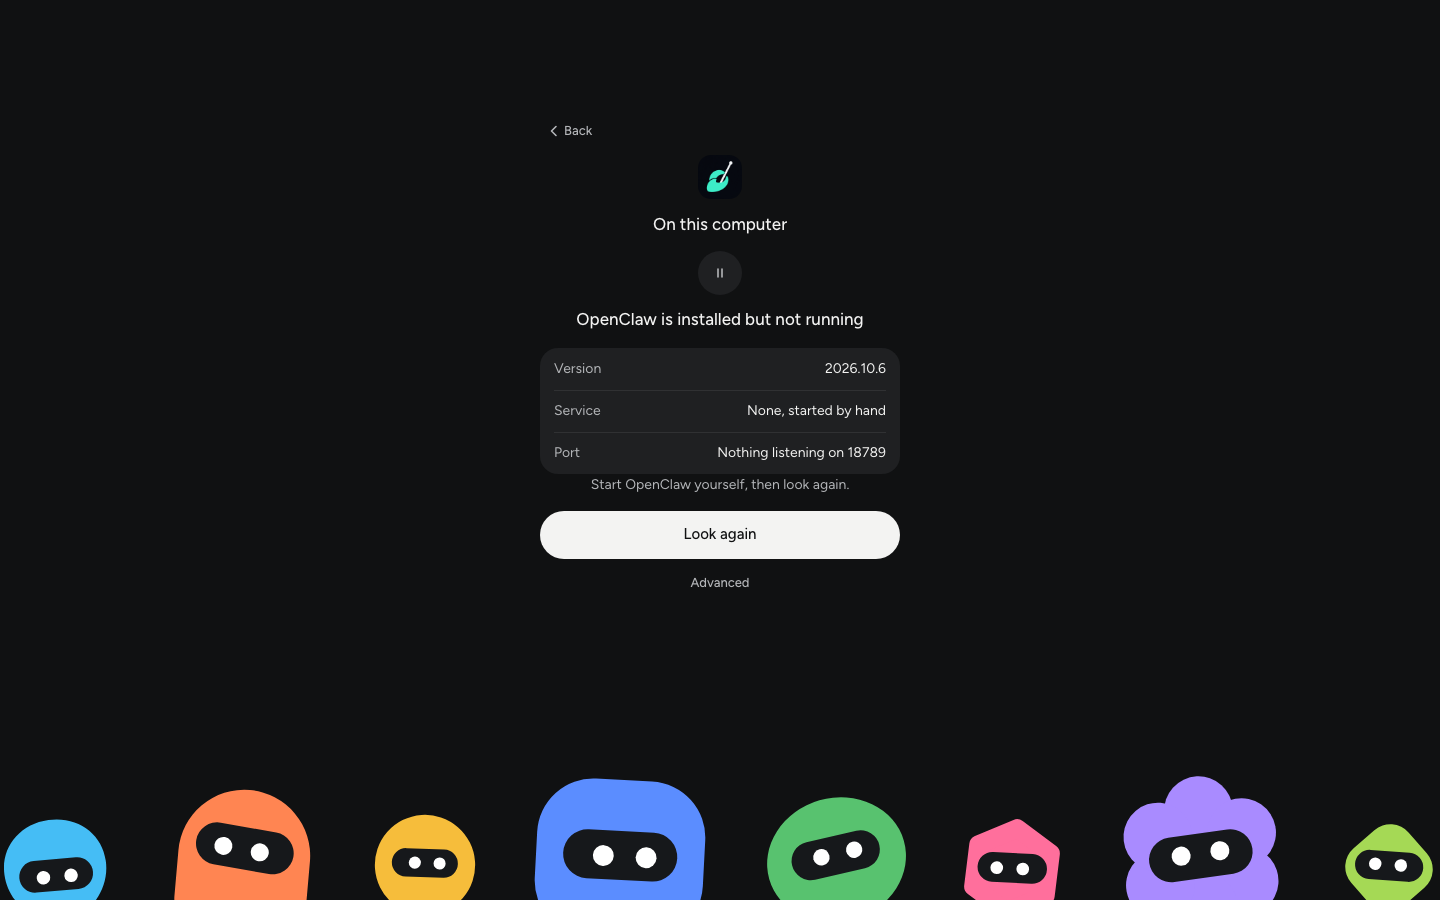 Back
On this computer
OpenClaw is installed but not running
Version 2026.10.6
Service None, started by hand
Port Nothing listening on 18789
Start OpenClaw yourself, then look again.
Look again
Advanced